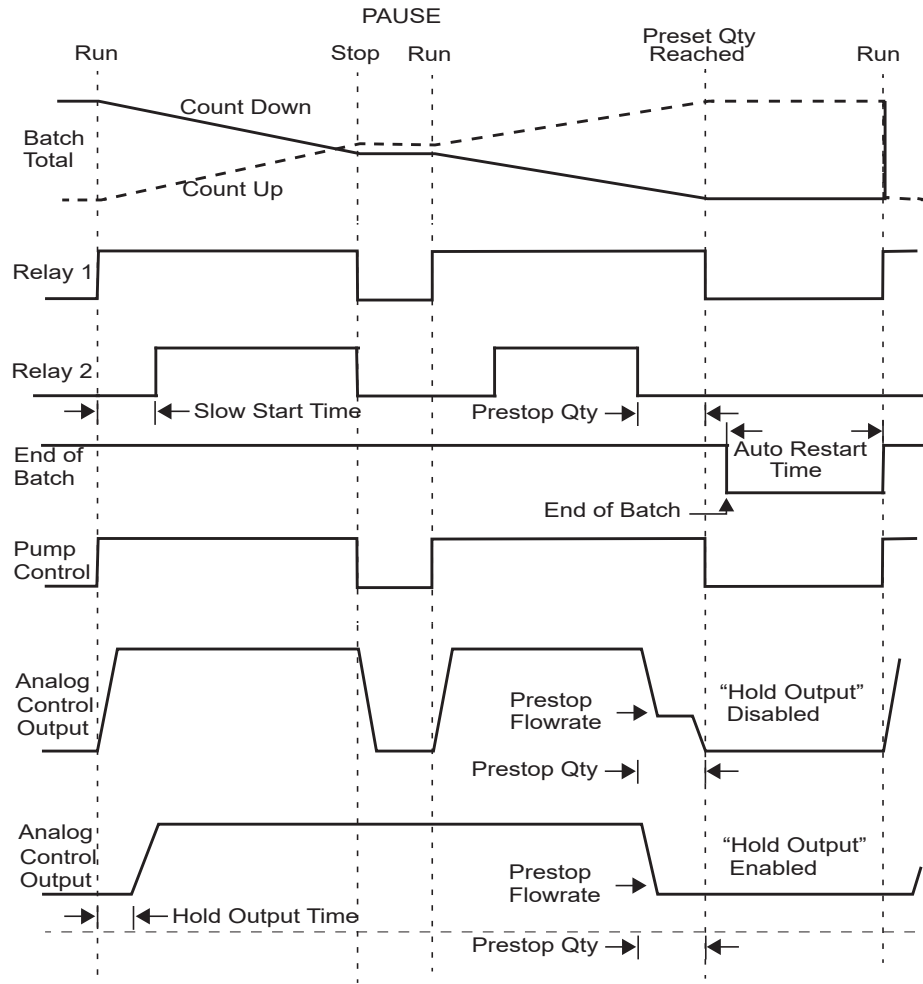 PAUSE
Run
Stop
Run
Preset Qty
Reached
Run
Count Down
Batch
Total
Count Up
Relay 1
Relay 2
Slow Start Time
Prestop Qty
End of
Batch
Auto Restart
Time
End of Batch
Pump
Control
Analog
Control
Output
Prestop
Flowrate
“Hold Output”
Disabled
Prestop Qty
Analog
Control
Output
Prestop
Flowrate
“Hold Output”
Enabled
Hold Output Time
Prestop Qty